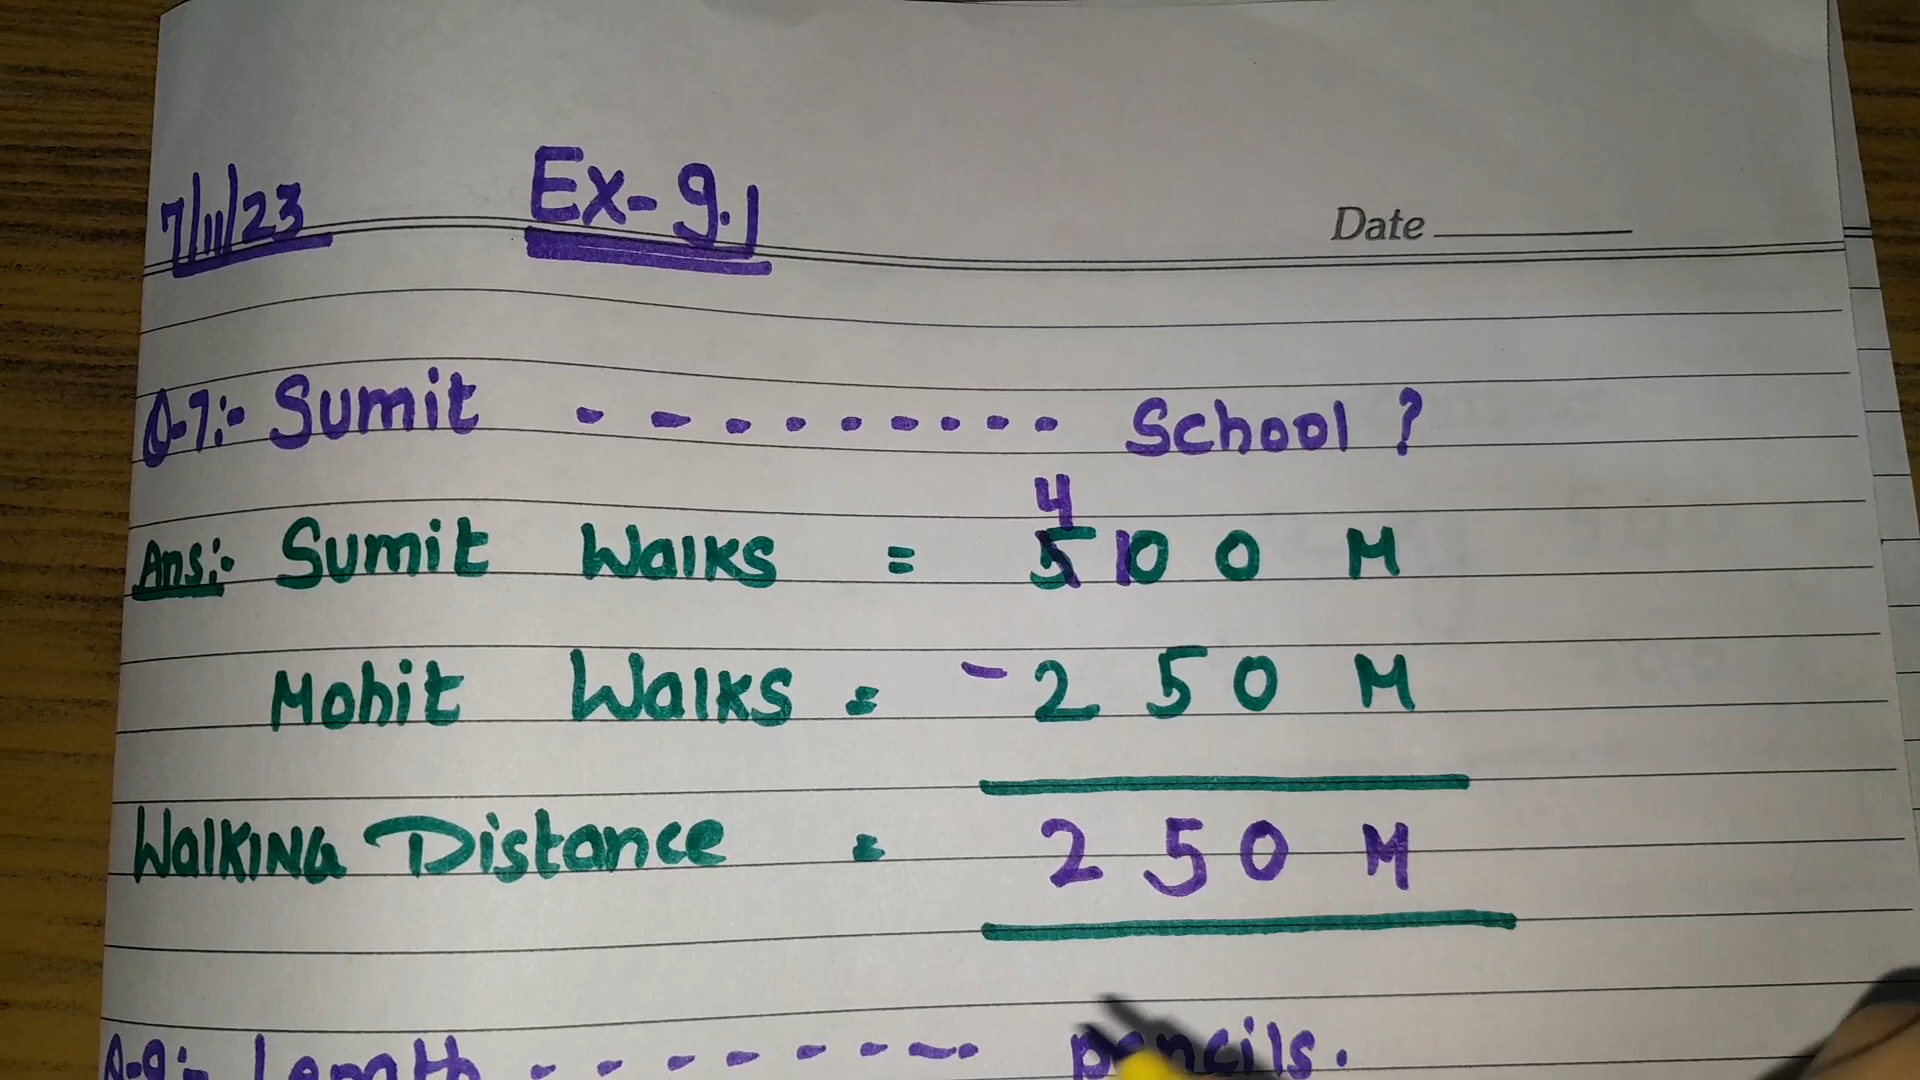 7/11/23 Ex- 9.1
Date
Q-7:- Sumit - - - - - - - - - School ?
4
Ans:- Sumit Walks = 5 10 0 M
Mohit Walks = - 2 5 0 M
Walking Distance = 2 5 0 M
Length - - - - - - - - pencils.